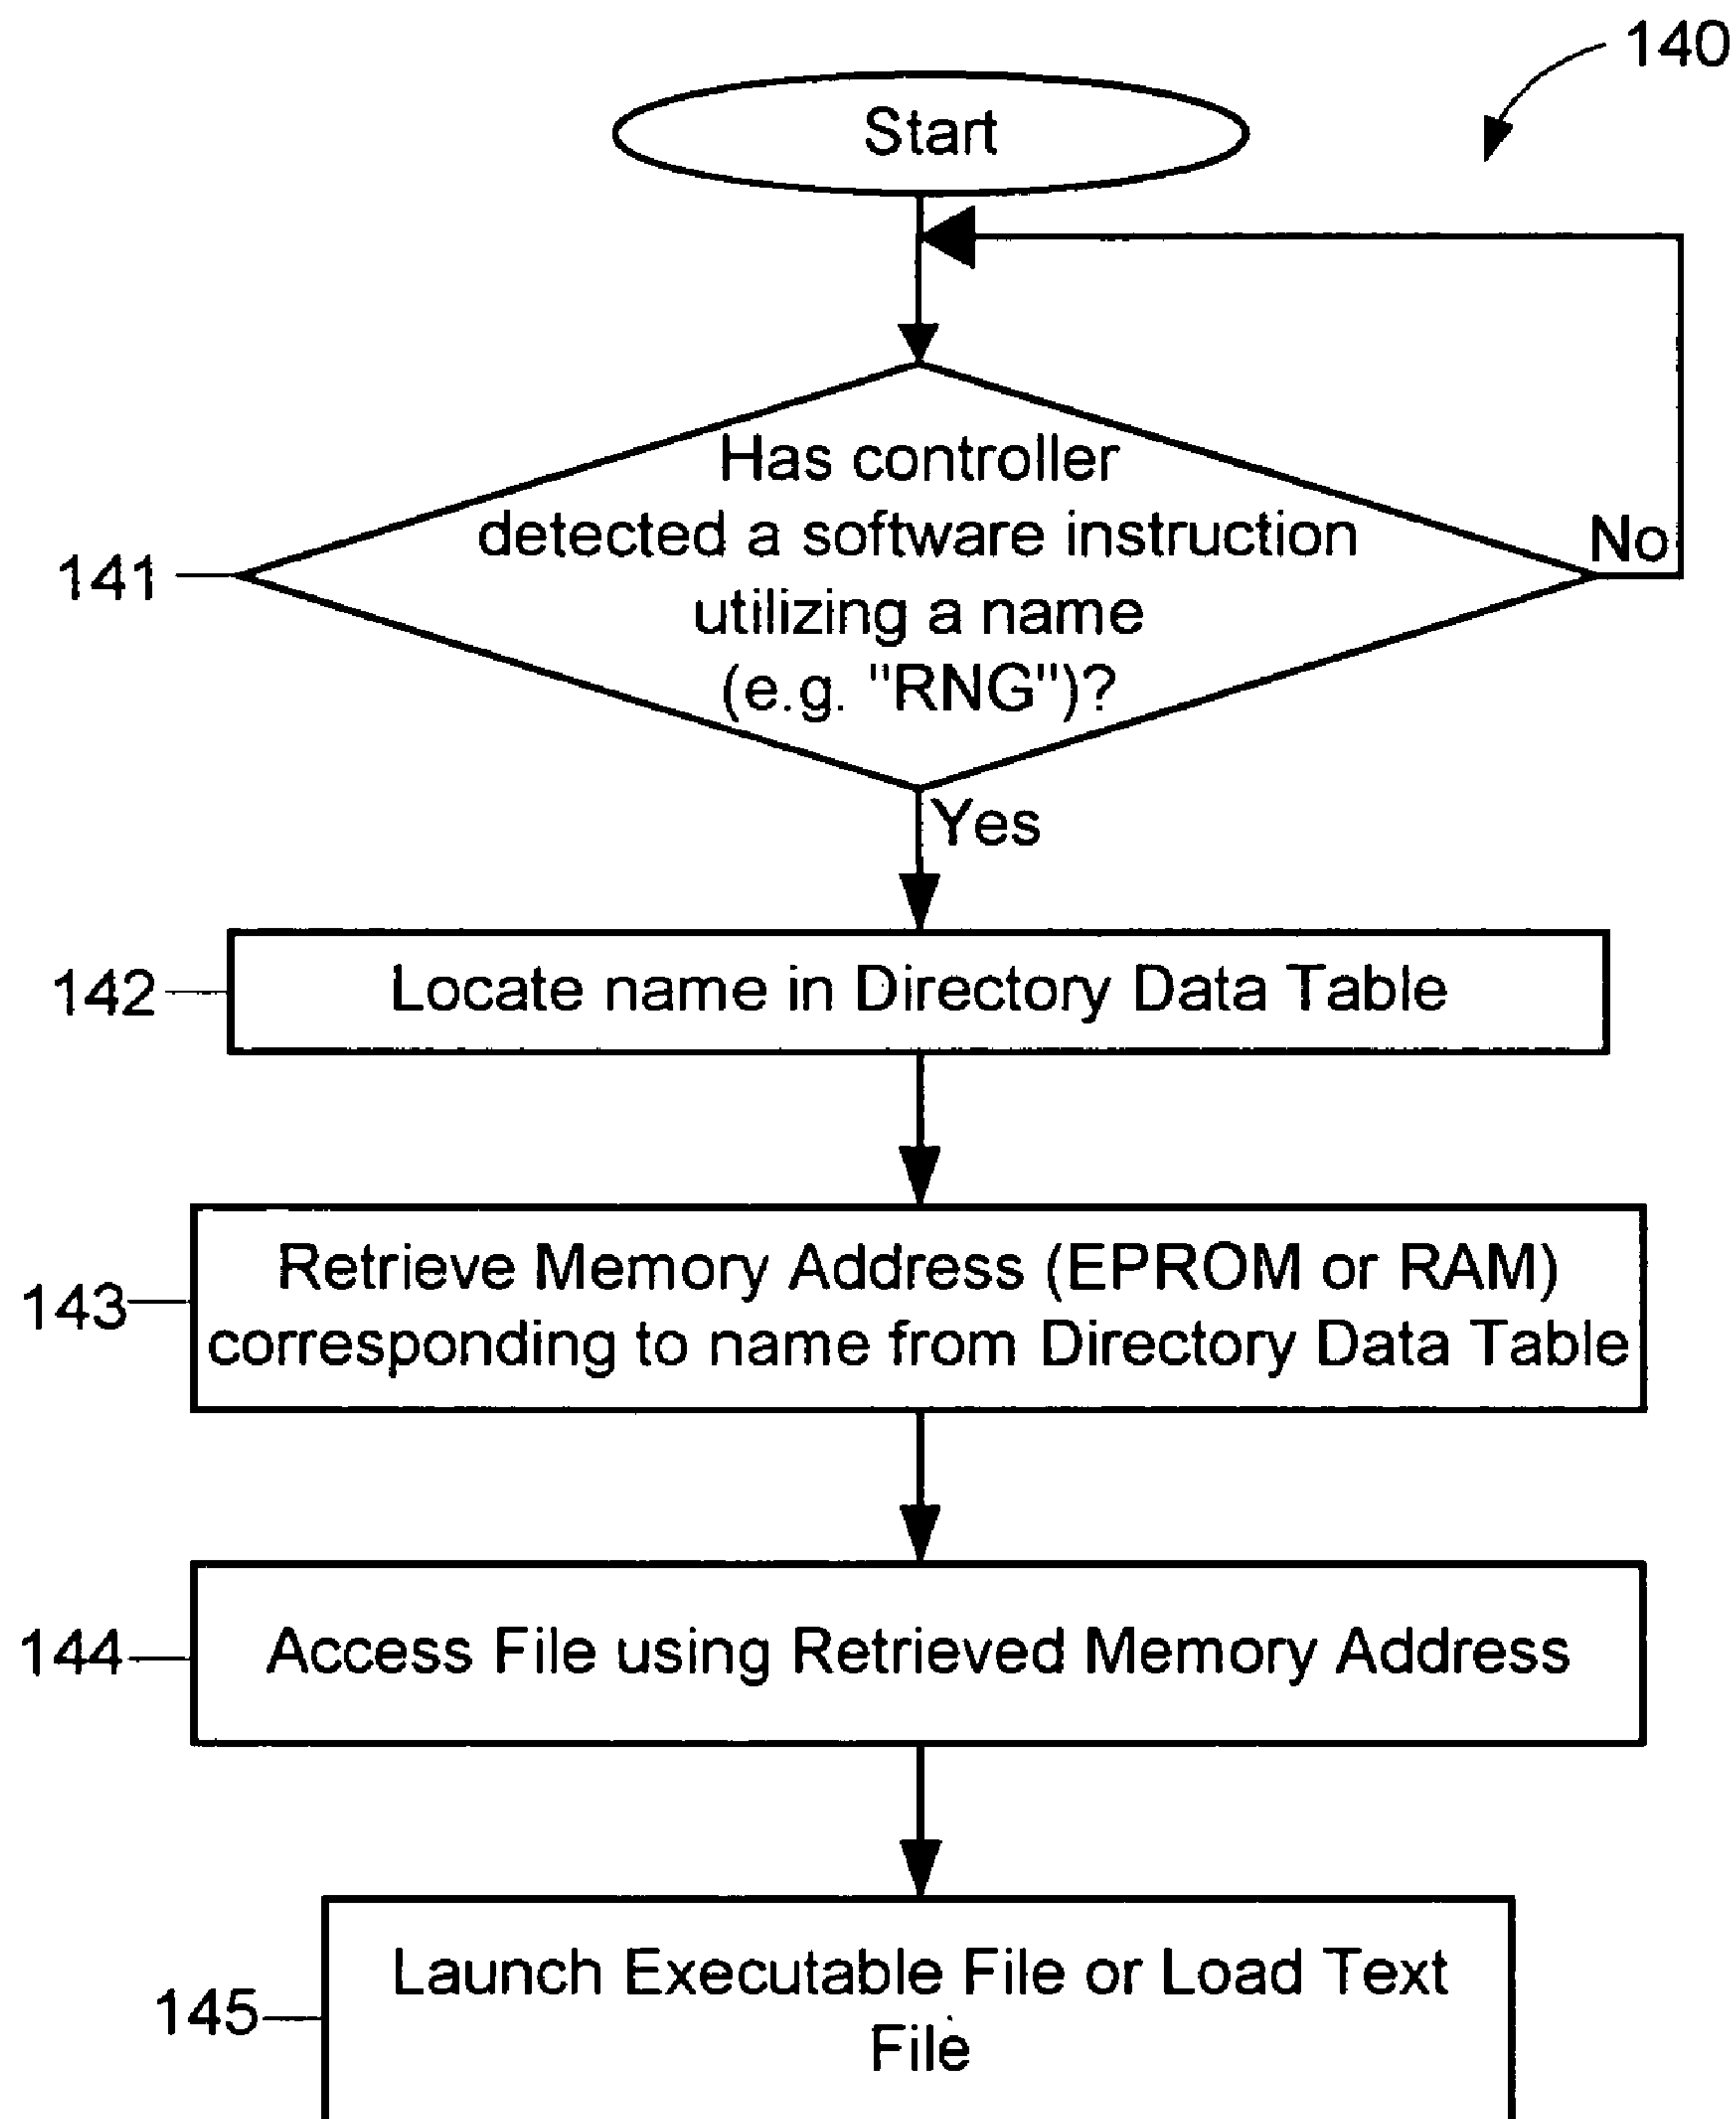 140
Start
Has controller
detected a software instruction
utilizing a name
(e.g. "RNG")?
No
141
Yes
142
Locate name in Directory Data Table
143
Retrieve Memory Address (EPROM or RAM)
corresponding to name from Directory Data Table
144
Access File using Retrieved Memory Address
145
Launch Executable File or Load Text
File